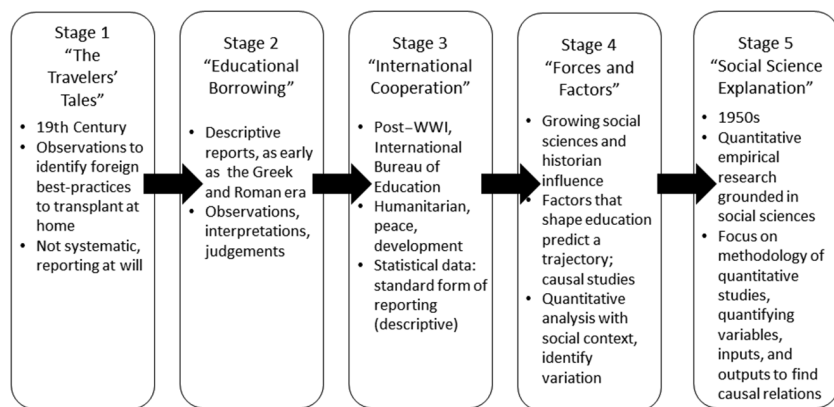 Stage 1
“The
Travelers’
Tales”
• 19th Century
• Observations to
identify foreign
best-practices
to transplant at
home
• Not systematic,
reporting at will
Stage 2
“Educational
Borrowing”
• Descriptive
reports, as early
as the Greek
and Roman era
• Observations,
interpretations,
judgements
Stage 3
“International
Cooperation”
• Post–WWI,
International
Bureau of
Education
• Humanitarian,
peace,
development
• Statistical data:
standard form of
reporting
(descriptive)
Stage 4
“Forces and
Factors”
• Growing social
sciences and
historian
influence
• Factors that
shape education
predict a
trajectory;
causal studies
• Quantitative
analysis with
social context,
identify
variation
Stage 5
“Social Science
Explanation”
• 1950s
• Quantitative
empirical
research
grounded in
social sciences
• Focus on
methodology of
quantitative
studies,
quantifying
variables,
inputs, and
outputs to find
causal relations